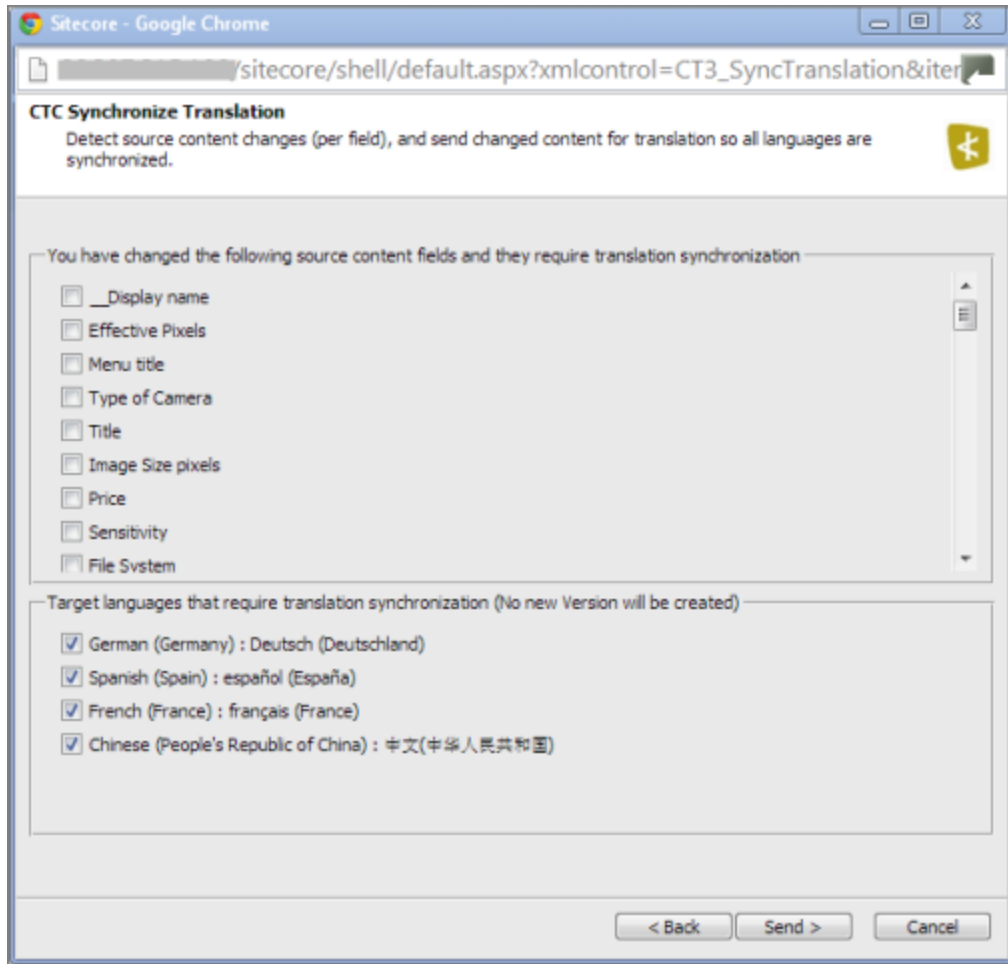 Sitecore - Google Chrome
/sitecore/shell/default.aspx?xmlcontrol=CT3_SyncTranslation&iter
CTC Synchronize Translation
Detect source content changes (per field), and send changed content for translation so all languages are
synchronized.
You have changed the following source content fields and they require translation synchronization
__Display name
Effective Pixels
Menu title
Type of Camera
Title
Image Size pixels
Price
Sensitivity
File System
Target languages that require translation synchronization (No new Version will be created)
German (Germany) : Deutsch (Deutschland)
Spanish (Spain) : español (España)
French (France) : français (France)
Chinese (People's Republic of China) : 中文(中华人民共和国)
< Back Send > Cancel